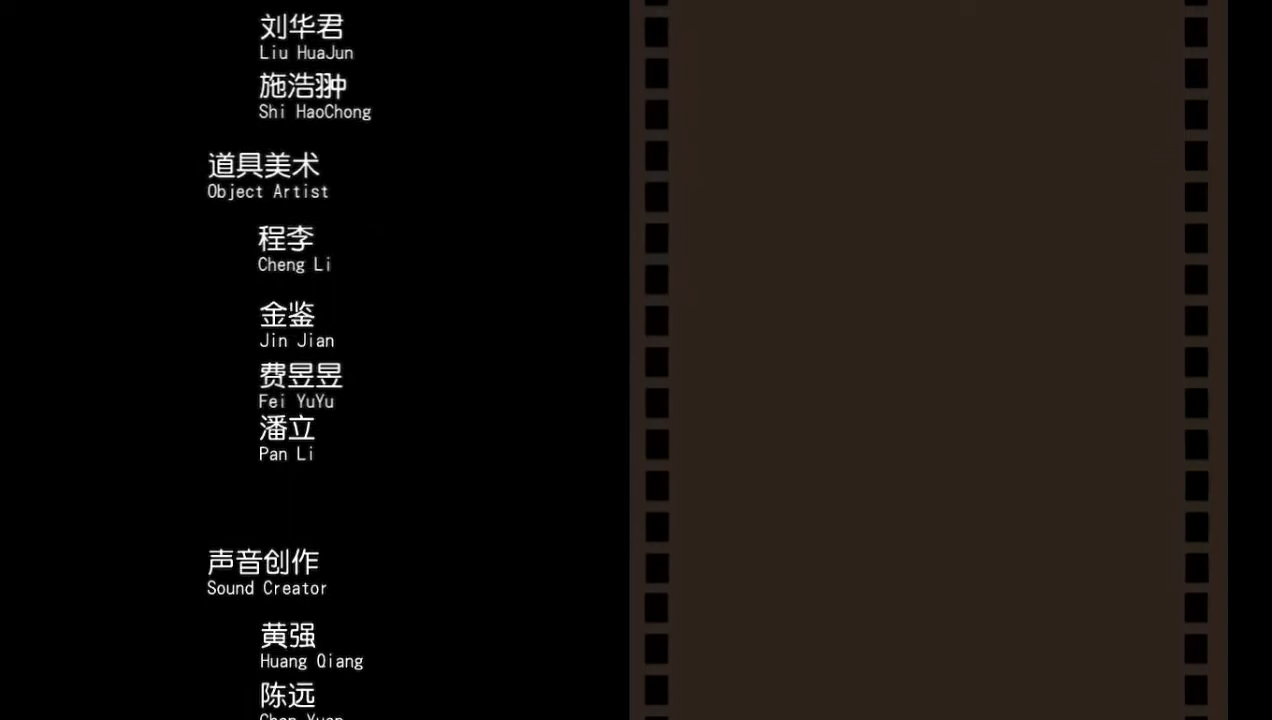 刘华君
Liu HuaJun
施浩翀
Shi HaoChong
道具美术
Object Artist
程李
Cheng Li
金鉴
Jin Jian
费昱昱
Fei YuYu
潘立
Pan Li
声音创作
Sound Creator
黄强
Huang Qiang
陈远
Chen Yuan